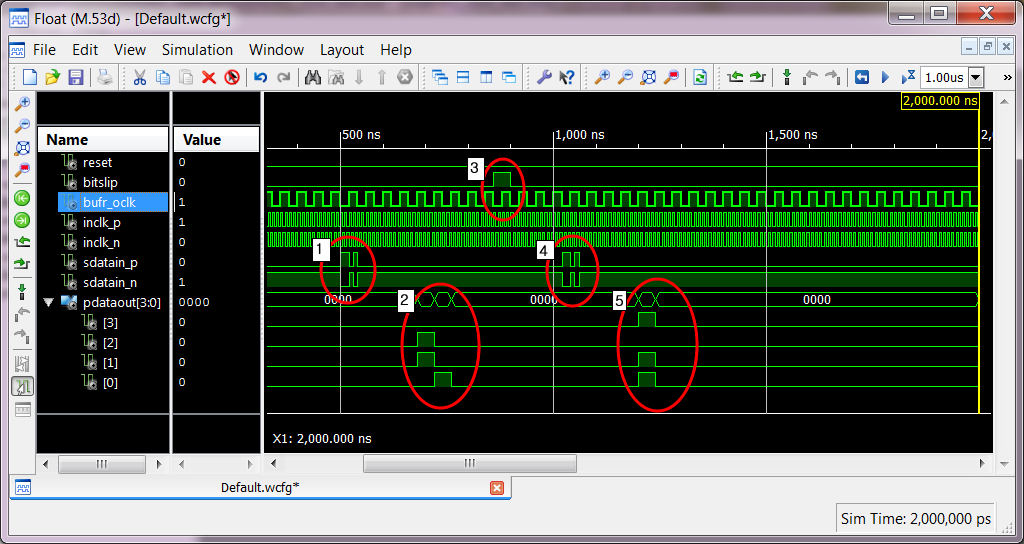 Float (M.53d) - [Default.wcfg*]
File Edit View Simulation Window Layout Help
1.00us
»
2,000.000 ns
Name Value
500 ns 1,000 ns 1,500 ns 2,
reset 0
3
bitslip 0
bufr_oclk 1
inclk_p 1
inclk_n 0
1 4
sdatain_p 0
sdatain_n 1
pdataout[3:0] 0000 0000 2 0000 5 0000
[3] 0
[2] 0
[1] 0
[0] 0
X1: 2,000.000 ns
Default.wcfg*
Sim Time: 2,000,000 ps